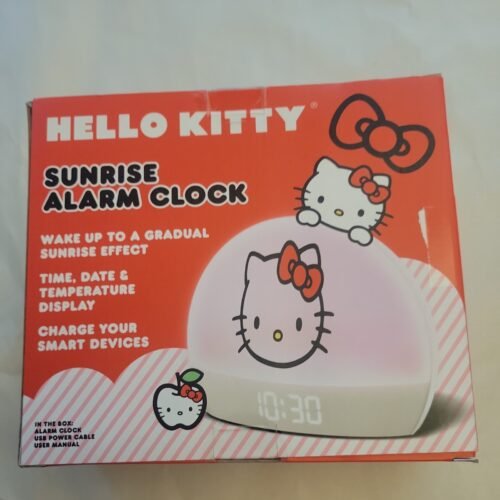 HELLO KITTY®
SUNRISE
ALARM CLOCK
WAKE UP TO A GRADUAL
SUNRISE EFFECT
TIME, DATE &
TEMPERATURE
DISPLAY
CHARGE YOUR
SMART DEVICES
10:30
IN THE BOX:
ALARM CLOCK
USB POWER CABLE
USER MANUAL